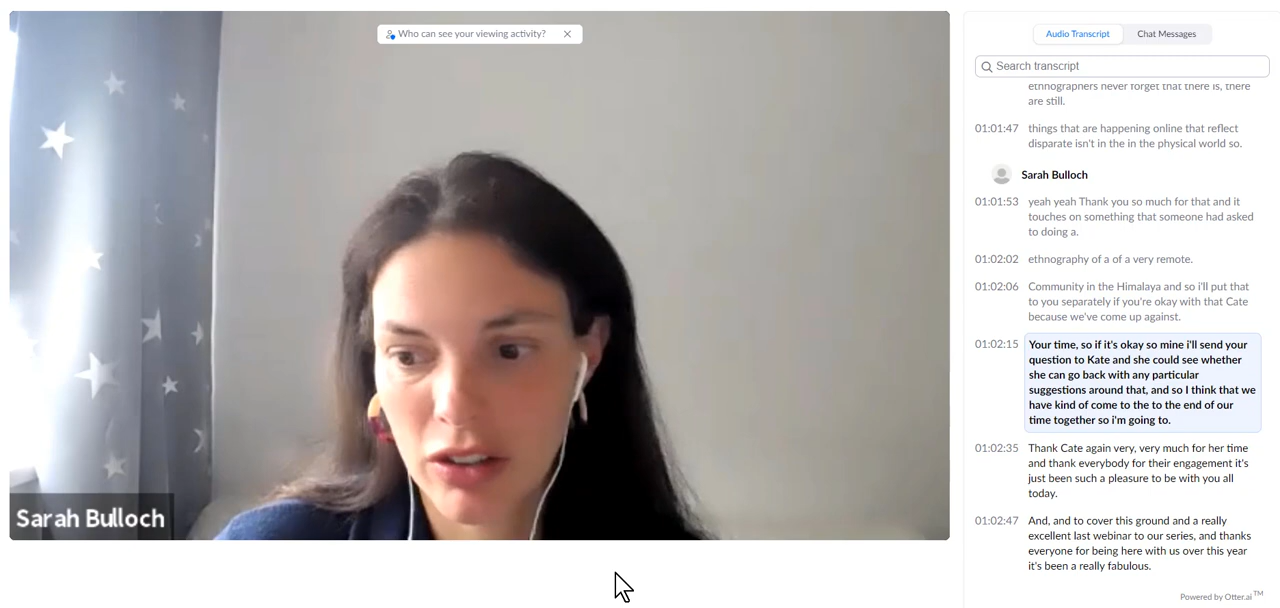 Who can see your viewing activity?
Sarah Bulloch
Audio Transcript
Chat Messages
Search transcript
ethnographers never forget that there is, there
are still.
01:01:47
things that are happening online that reflect
disparate isn't in the in the physical world so.
Sarah Bulloch
01:01:53
yeah yeah Thank you so much for that and it
touches on something that someone had asked
to doing a.
01:02:02
ethnography of a of a very remote.
01:02:06
Community in the Himalaya and so i'll put that
to you separately if you're okay with that Cate
because we've come up against.
01:02:15
Your time, so if it's okay so mine i'll send your
question to Kate and she could see whether
she can go back with any particular
suggestions around that, and so I think that we
have kind of come to the to the end of our
time together so i'm going to.
01:02:35
Thank Cate again very, very much for her time
and thank everybody for their engagement it's
just been such a pleasure to be with you all
today.
01:02:47
And, and to cover this ground and a really
excellent last webinar to our series, and thanks
everyone for being here with us over this year
it's been a really fabulous.
Powered by Otter.ai TM